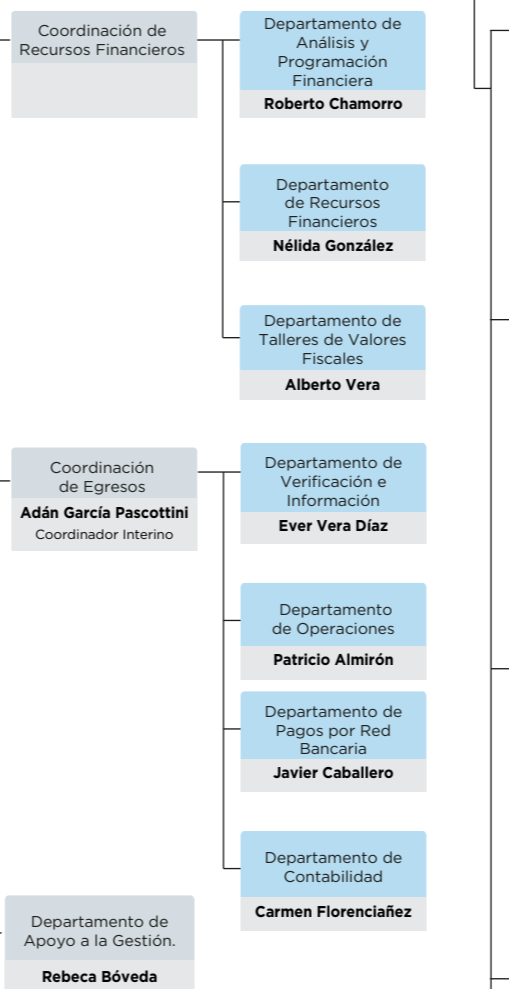 Coordinación de
Recursos Financieros
Departamento de
Análisis y
Programación
Financiera
Roberto Chamorro
Departamento
de Recursos
Financieros
Nélida González
Departamento de
Talleres de Valores
Fiscales
Alberto Vera
Coordinación
de Egresos
Adán García Pascottini
Coordinador Interino
Departamento de
Verificación e
Información
Ever Vera Díaz
Departamento
de Operaciones
Patricio Almirón
Departamento de
Pagos por Red
Bancaria
Javier Caballero
Departamento de
Contabilidad
Carmen Florenciañez
Departamento de
Apoyo a la Gestión.
Rebeca Bóveda